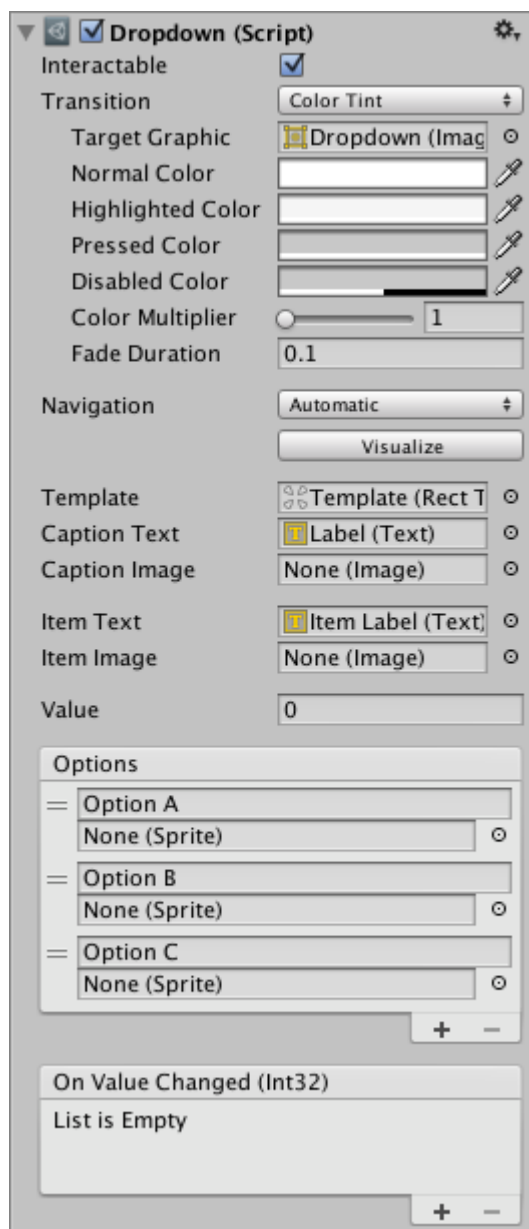 Dropdown (Script)
Interactable
Transition Color Tint
Target Graphic Dropdown (Imag
Normal Color
Highlighted Color
Pressed Color
Disabled Color
Color Multiplier 1
Fade Duration 0.1
Navigation Automatic
Visualize
Template Template (Rect T
Caption Text Label (Text)
Caption Image None (Image)
Item Text Item Label (Text)
Item Image None (Image)
Value 0
Options
Option A
None (Sprite)
Option B
None (Sprite)
Option C
None (Sprite)
+ −
On Value Changed (Int32)
List is Empty
+ −